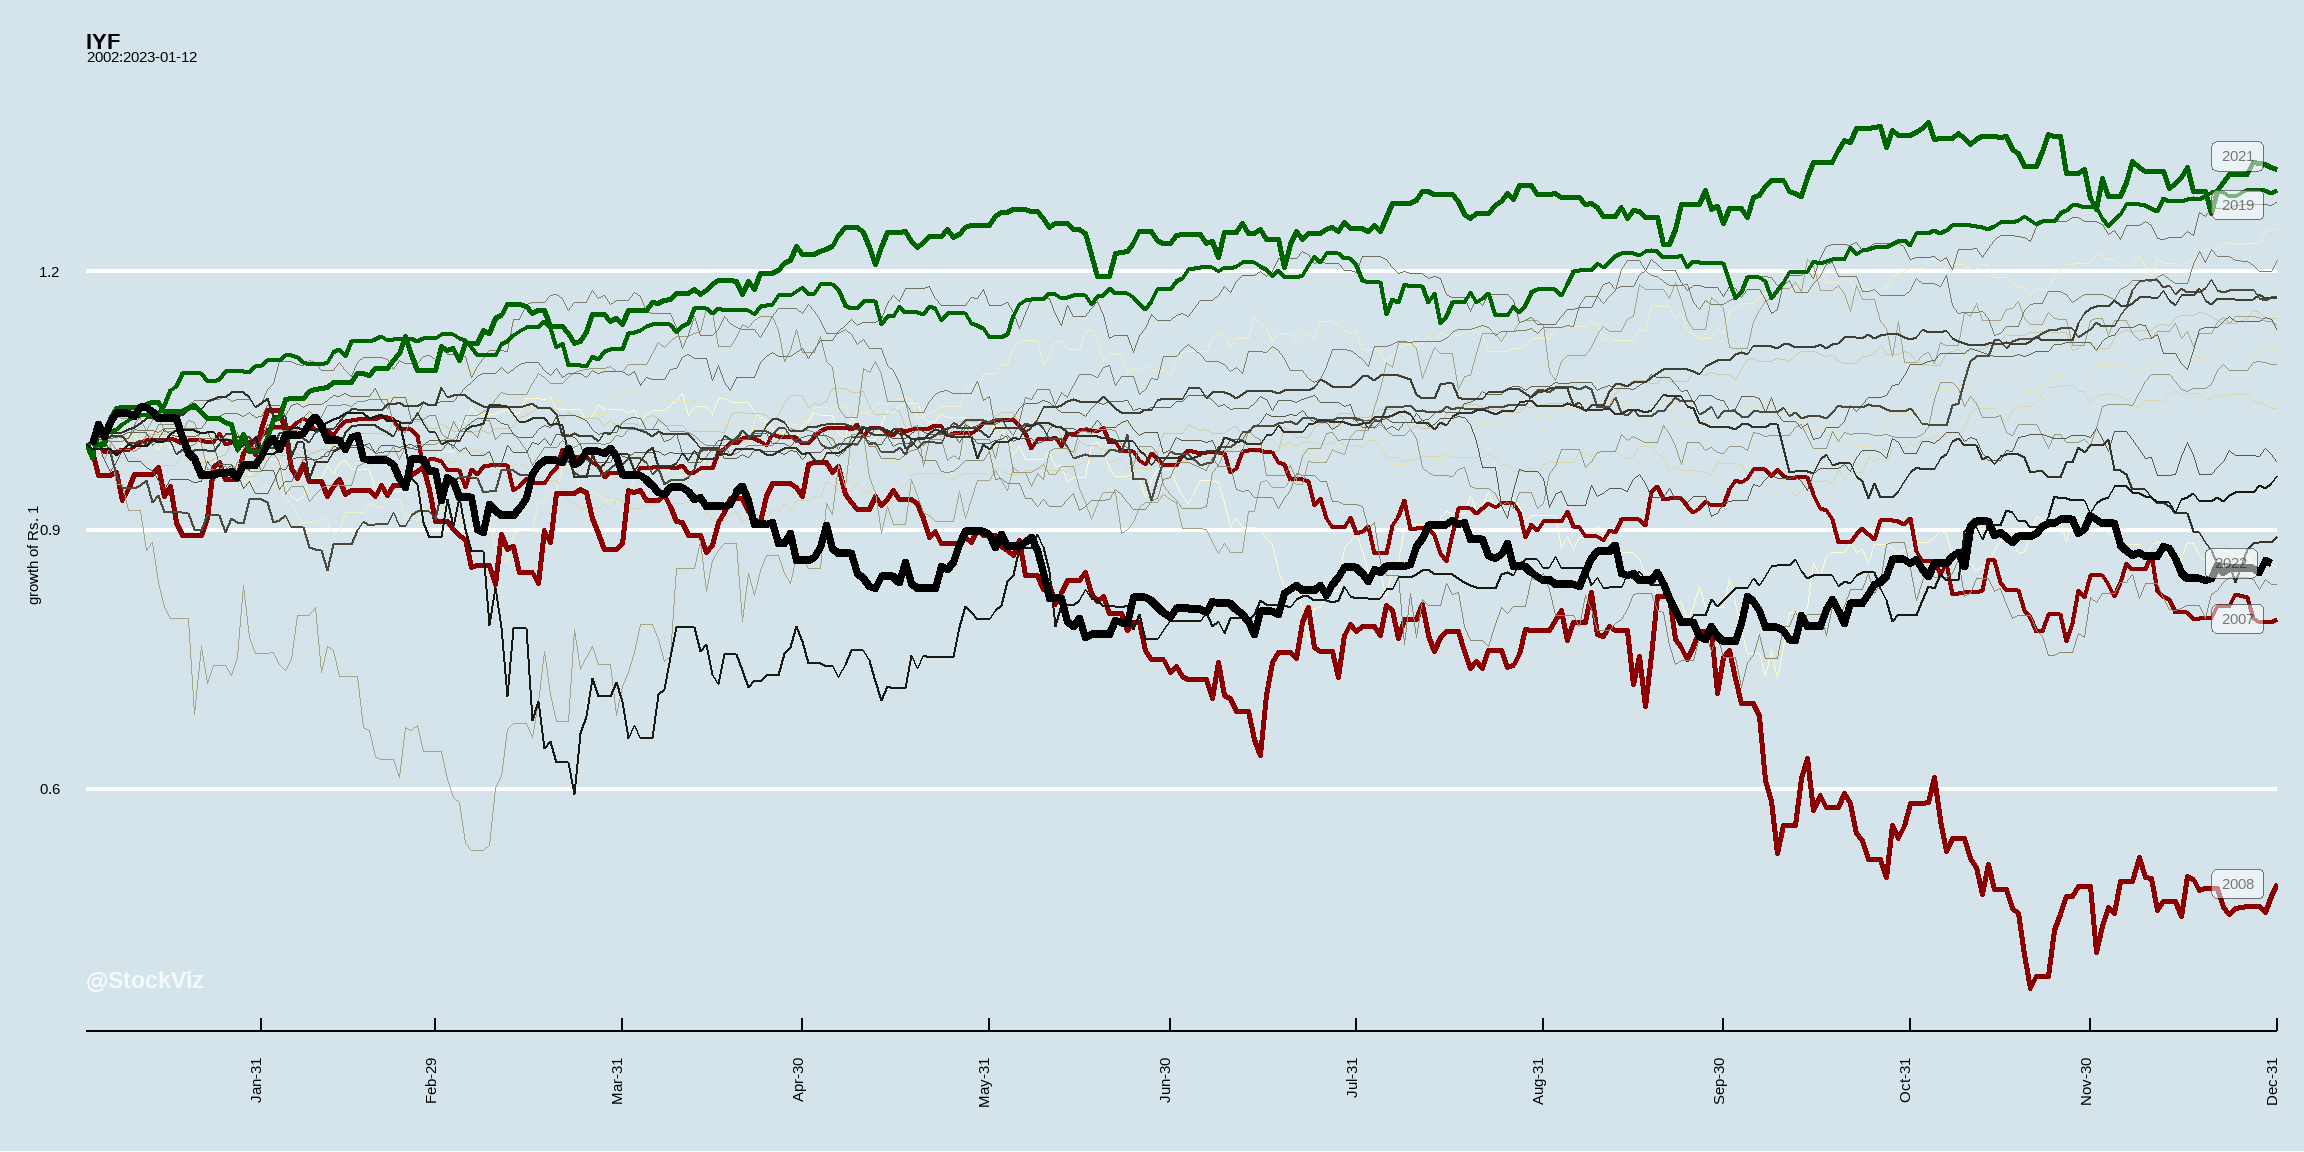 IYF
2002:2023-01-12
2021
2019
1.2
growth of Rs. 1
0.9
2022
2007
0.6
2008
@StockViz
Jan-31
Feb-29
Mar-31
Apr-30
May-31
Jun-30
Jul-31
Aug-31
Sep-30
Oct-31
Nov-30
Dec-31